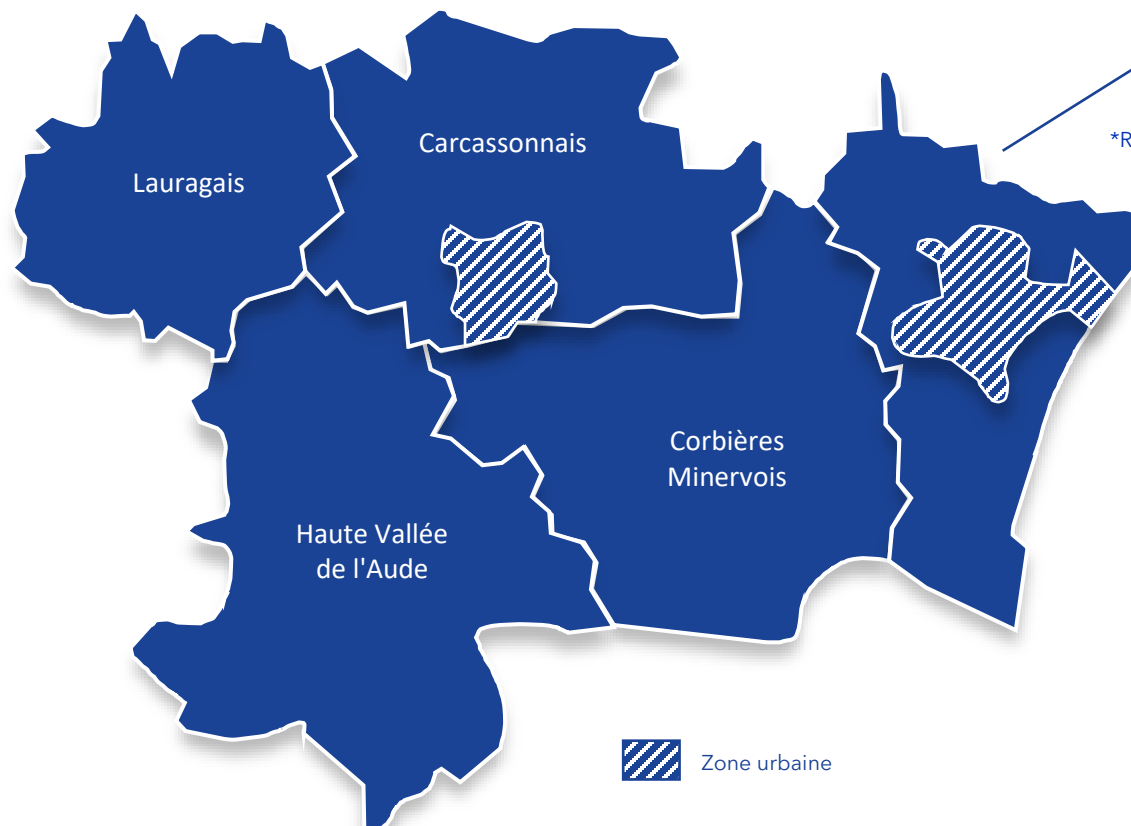 *R
Carcassonnais
Lauragais
Corbières
Minervois
Haute Vallée
de l'Aude
Zone urbaine